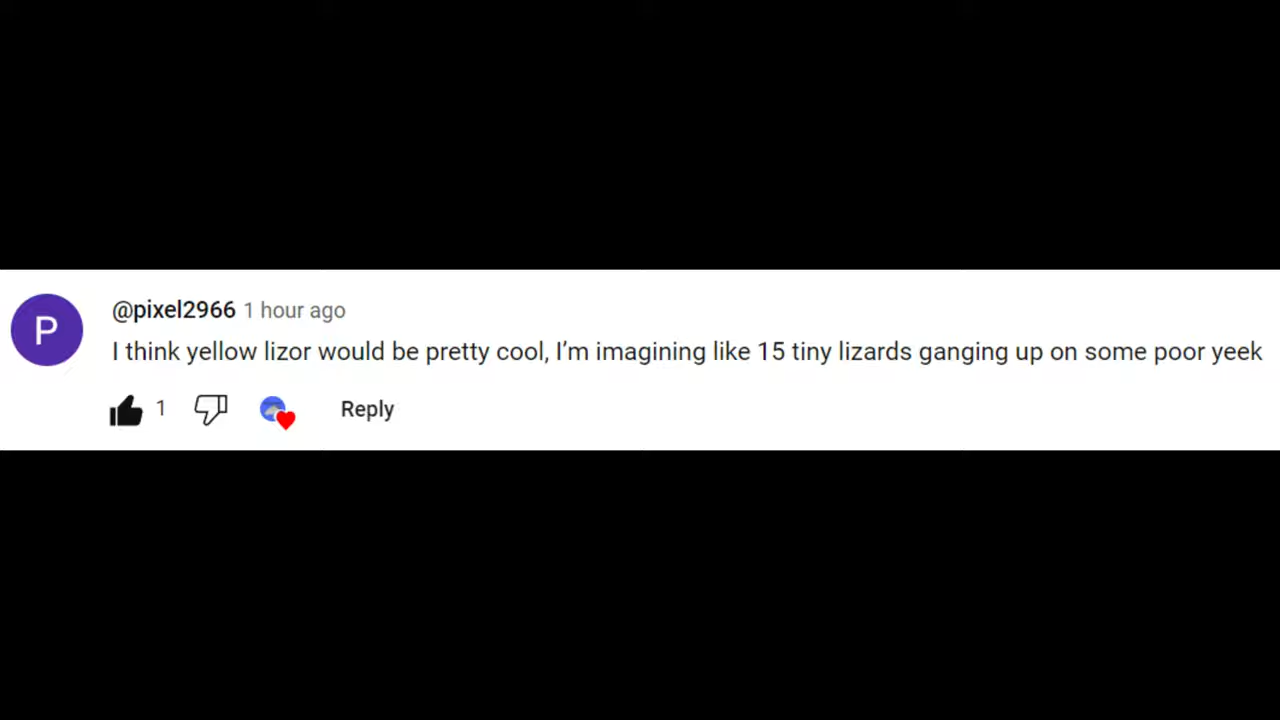 P
@pixel2966 1 hour ago
I think yellow lizor would be pretty cool, I’m imagining like 15 tiny lizards ganging up on some poor yeek
1 Reply